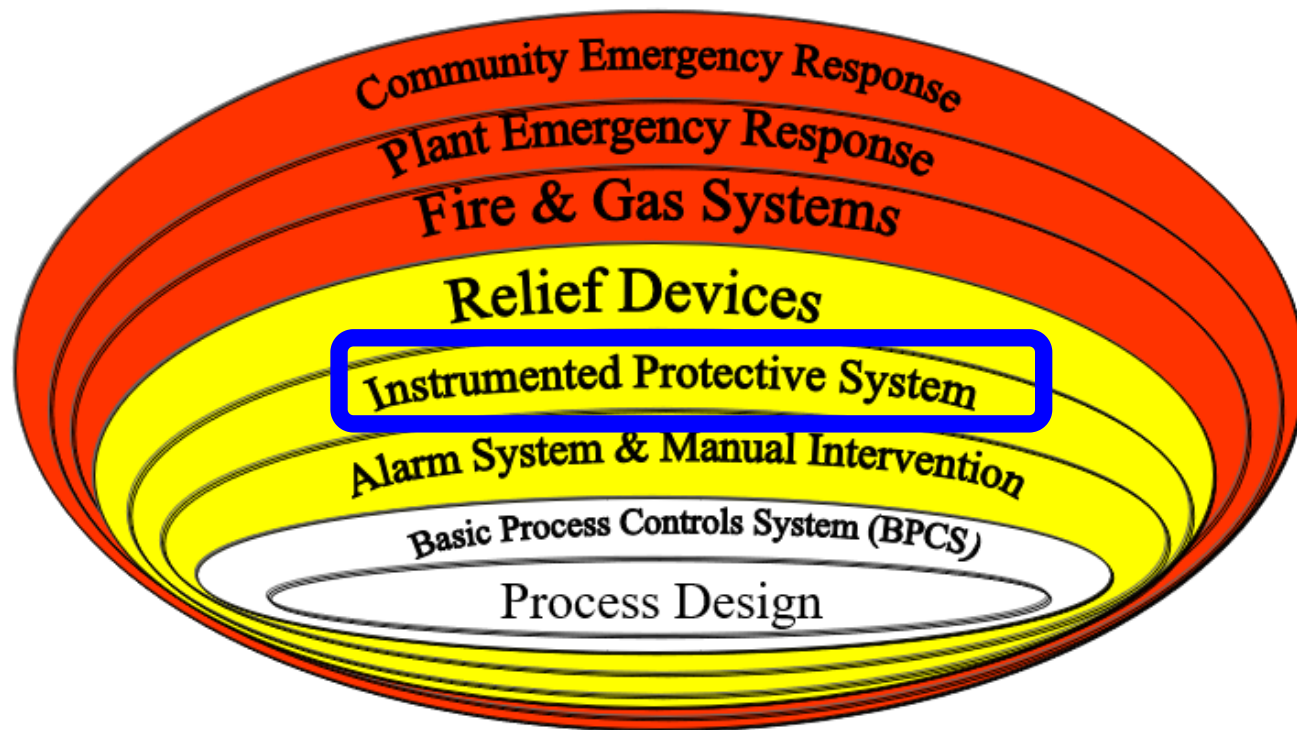 Community Emergency Response
Plant Emergency Response
Fire & Gas Systems
Relief Devices
Instrumented Protective System
Alarm System & Manual Intervention
Basic Process Controls System (BPCS)
Process Design